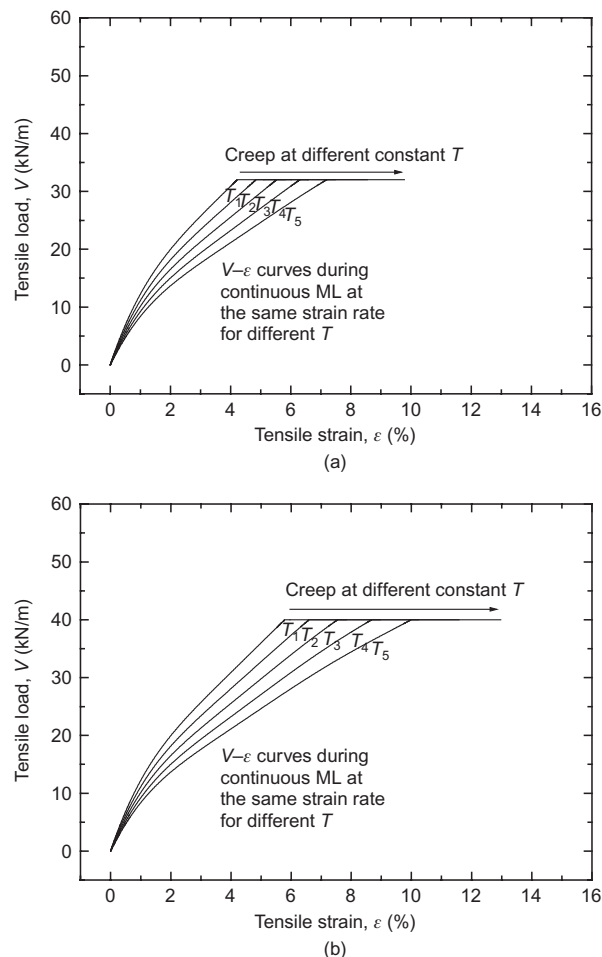 60
50
40
30
20
10
0
Tensile load, V (kN/m)
Creep at different constant T
T₁ T₂ T₃ T₄ T₅
V–ε curves during
continuous ML at
the same strain rate
for different T
0 2 4 6 8 10 12 14 16
Tensile strain, ε (%)
(a)
60
50
40
30
20
10
0
Tensile load, V (kN/m)
Creep at different constant T
T₁ T₂ T₃ T₄ T₅
V–ε curves during
continuous ML at
the same strain rate
for different T
0 2 4 6 8 10 12 14 16
Tensile strain, ε (%)
(b)